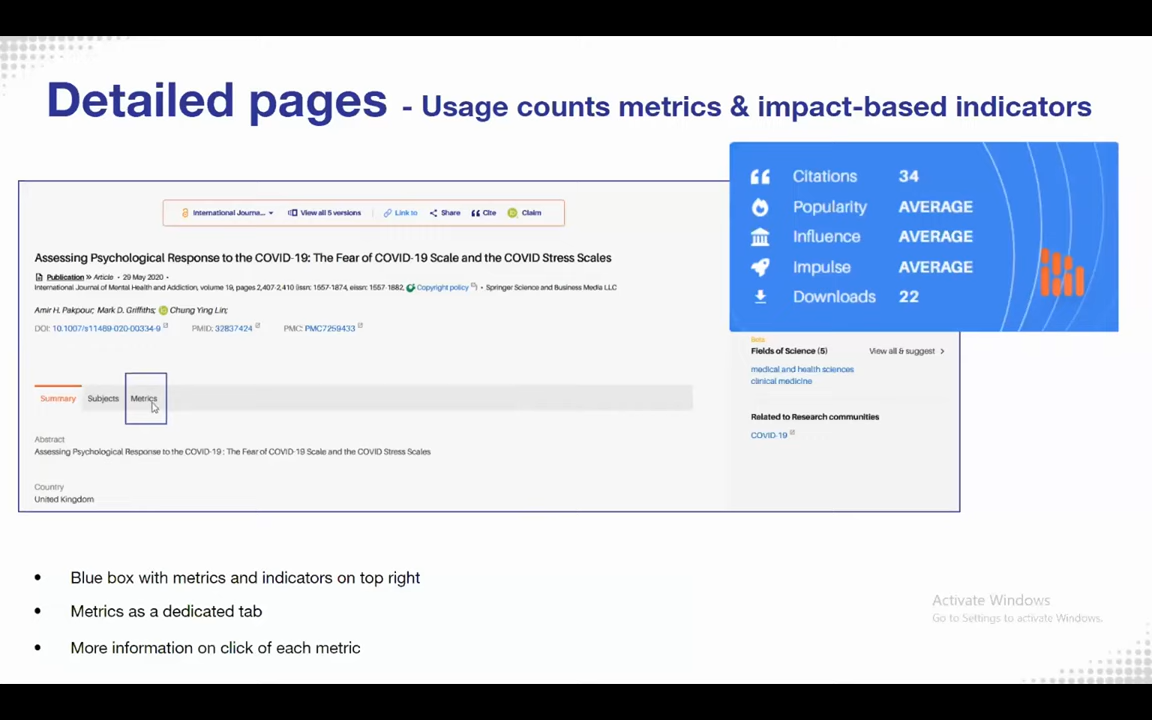 Detailed pages - Usage counts metrics & impact-based indicators
Citations 34
Popularity AVERAGE
Influence AVERAGE
Impulse AVERAGE
Downloads 22
International Journa... View all 5 versions Link to Share Cite Claim
Assessing Psychological Response to the COVID-19: The Fear of COVID-19 Scale and the COVID Stress Scales
Publication » Article • 29 May 2020 •
International Journal of Mental Health and Addiction, volume 19, pages 2,407-2,410 (issn: 1557-1874, eissn: 1557-1882, Copyright policy ) • Springer Science and Business Media LLC
Amir H. Pakpour; Mark D. Griffiths; Chung Ying Lin;
DOI: 10.1007/s11469-020-00334-9 PMID: 32837424 PMC: PMC7259433
Summary Subjects Metrics
Abstract
Assessing Psychological Response to the COVID-19 : The Fear of COVID-19 Scale and the COVID Stress Scales
Country
United Kingdom
Beta
Fields of Science (5) View all & suggest >
medical and health sciences
clinical medicine
Related to Research communities
COVID-19
• Blue box with metrics and indicators on top right
• Metrics as a dedicated tab
• More information on click of each metric
Activate Windows
Go to Settings to activate Windows.